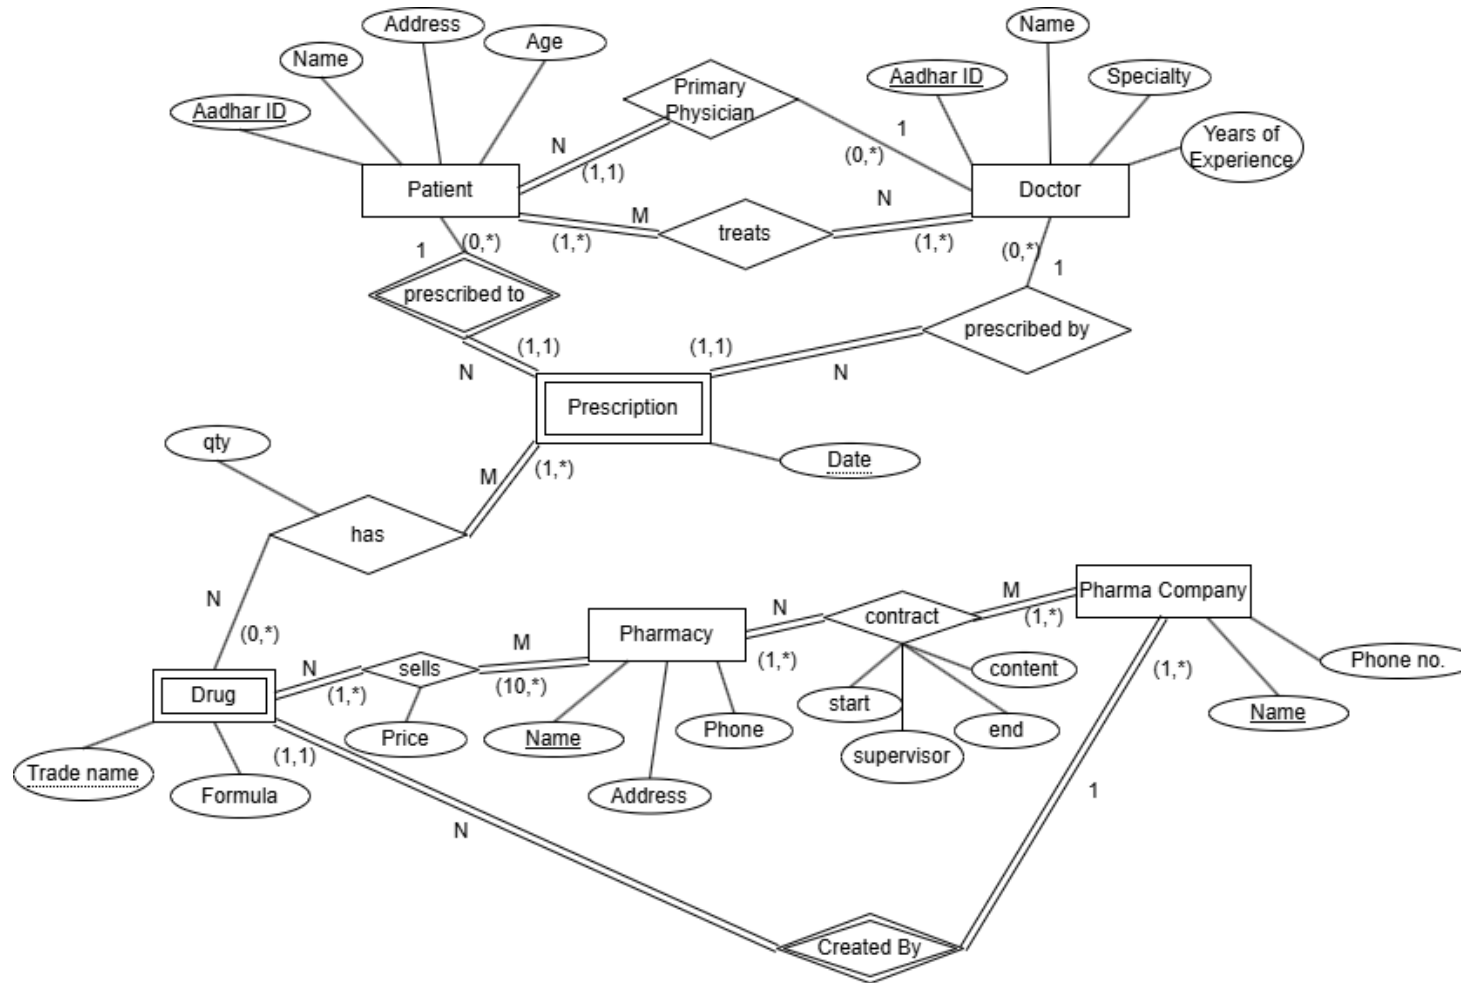 Address
Name
Age
Name
Aadhar ID
Primary
Physician
Aadhar ID
Specialty
Years of
Experience
N
(1,1)
1
(0,*)
Patient
Doctor
M
(1,*)
treats
N
(1,*)
1
(0,*)
(0,*)
1
prescribed to
prescribed by
(1,1)
N
(1,1)
N
Prescription
qty
Date
M
(1,*)
has
N
(0,*)
Pharma Company
M
(1,*)
contract
N
(1,*)
Pharmacy
M
(10,*)
sells
N
(1,*)
Drug
content
Phone no.
(1,*)
start
end
Name
supervisor
Price
Name
Phone
Address
(1,1)
Trade name
Formula
N
1
Created By